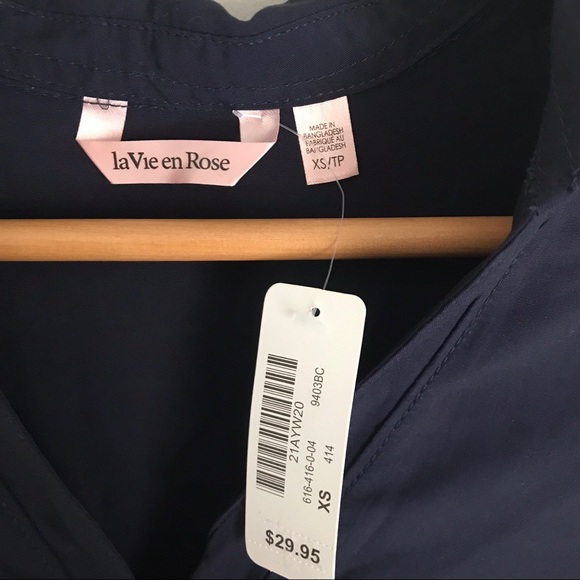 laVie en Rose
MADE IN
BANGLADESH
FABRIQUE AU
BANGLADESH
XS/TP
21AYW20
9403BC
616-416-0-04
414
XS
$29.95